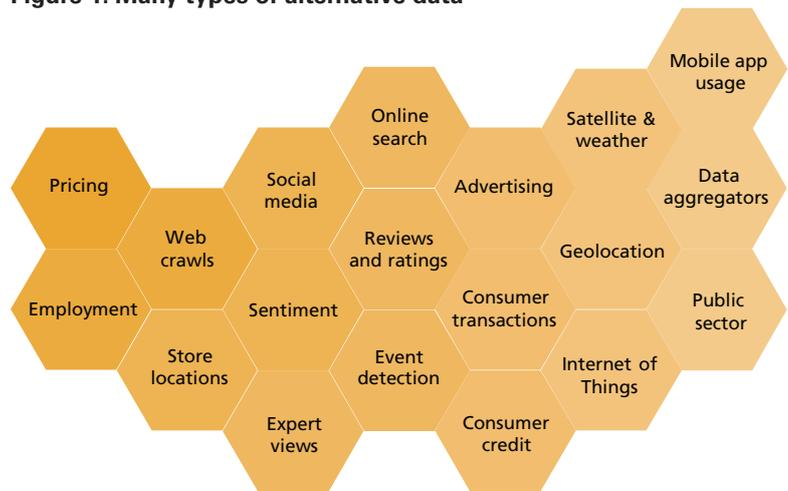 Figure 1: Many types of alternative data
Mobile app
usage
Online
search
Satellite &
weather
Pricing
Social
media
Advertising
Data
aggregators
Web
crawls
Reviews
and ratings
Geolocation
Employment
Sentiment
Consumer
transactions
Public
sector
Store
locations
Event
detection
Internet of
Things
Expert
views
Consumer
credit